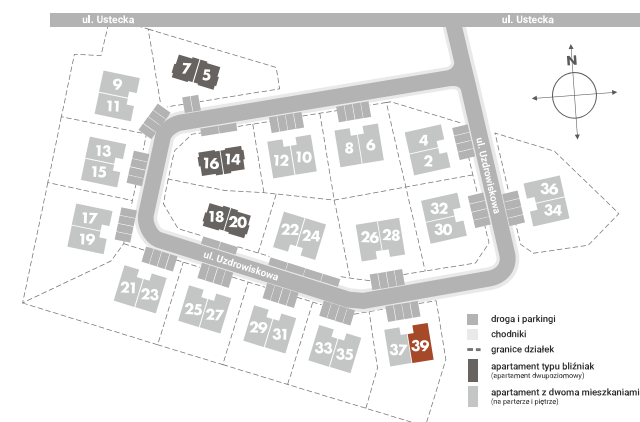 ul. Ustecka
ul. Ustecka
7 5
9
11
N
13
15
16 14
12 10
8 6
4
2
ul. Uzdrowiskowa
17
19
18 20
22 24
26 28
32
30
36
34
ul. Uzdrowiskowa
21 23
25 27
29 31
33 35
37 39
droga i parkingi
chodniki
granice działek
apartament typu bliźniak
(apartament dwupoziomowy)
apartament z dwoma mieszkaniami
(na parterze i piętrze)